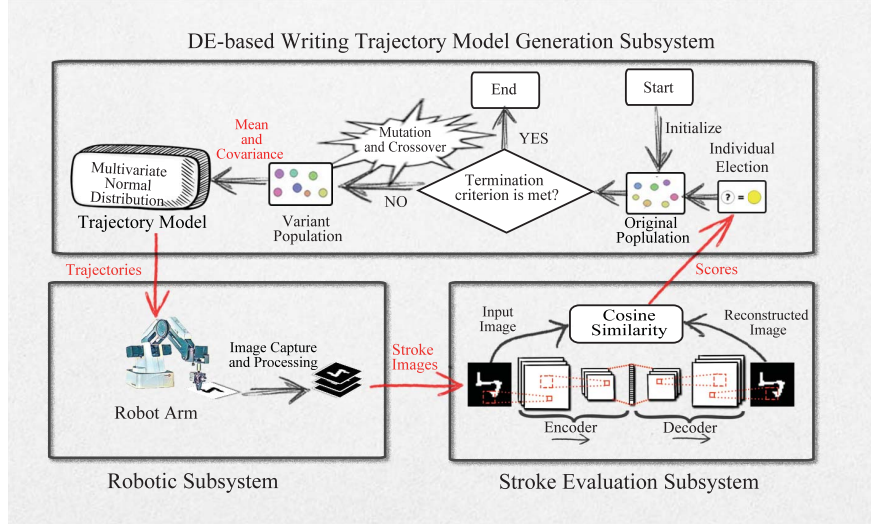 DE-based Writing Trajectory Model Generation Subsystem
End
Start
Mean
and
Covariance
Mutation
and Crossover
YES
Initialize
Individual
Election
Multivariate
Normal
Distribution
Trajectory Model
Variant
Population
NO
Termination
criterion is met?
Original
Poplulation
? =
Trajectories
Scores
Image Capture
and Processing
Robot Arm
Stroke
Images
Input
Image
Cosine
Similarity
Reconstructed
Image
Encoder
Decoder
Robotic Subsystem
Stroke Evaluation Subsystem